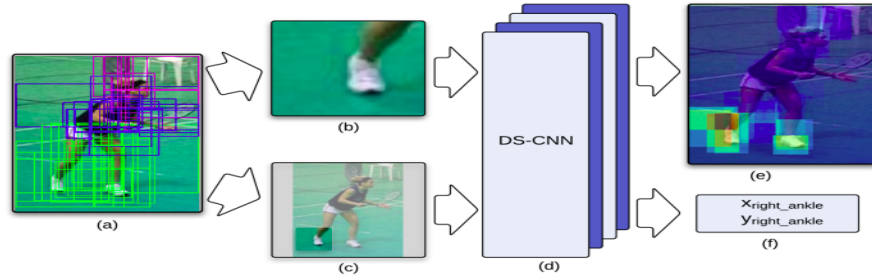 (a)
(b)
(c)
DS-CNN
(d)
(e)
xright_ankle
yright_ankle
(f)